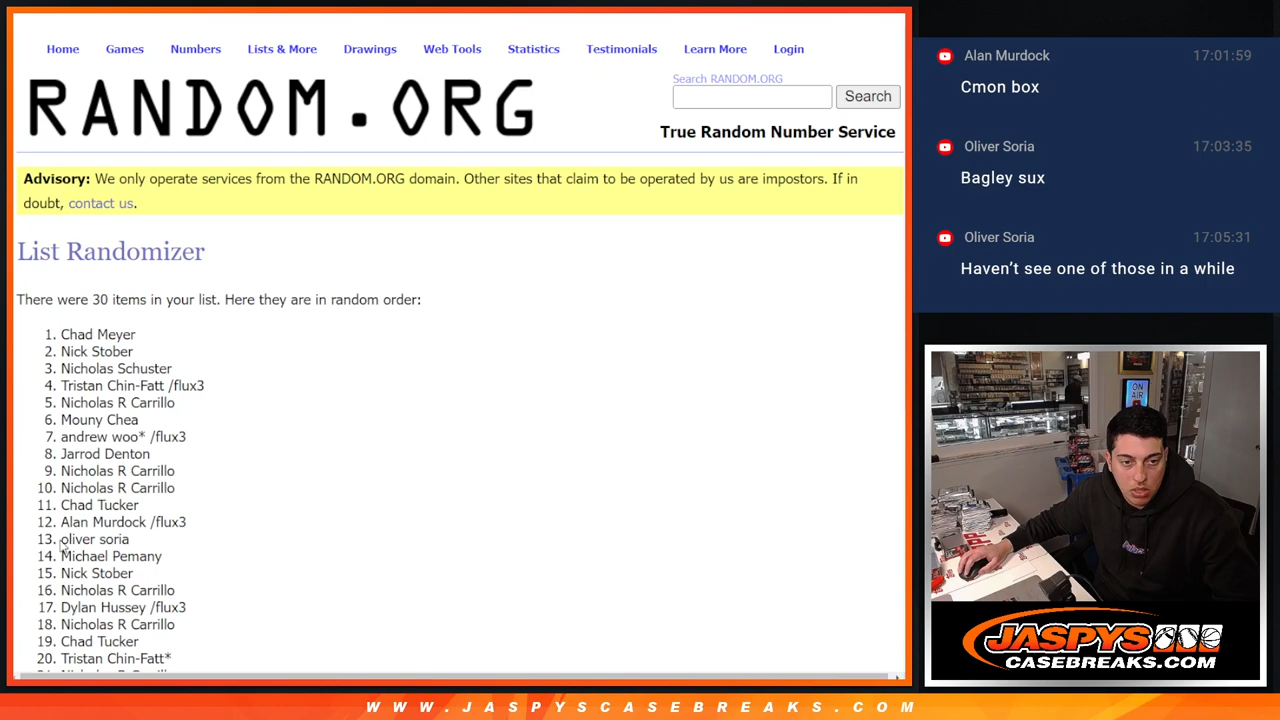 Home Games Numbers Lists & More Drawings Web Tools Statistics Testimonials Learn More Login
RANDOM.ORG
Search RANDOM.ORG
Search
True Random Number Service
Advisory: We only operate services from the RANDOM.ORG domain. Other sites that claim to be operated by us are impostors. If in
doubt, contact us.
List Randomizer
There were 30 items in your list. Here they are in random order:
1. Chad Meyer
2. Nick Stober
3. Nicholas Schuster
4. Tristan Chin-Fatt /flux3
5. Nicholas R Carrillo
6. Mouny Chea
7. andrew woo* /flux3
8. Jarrod Denton
9. Nicholas R Carrillo
10. Nicholas R Carrillo
11. Chad Tucker
12. Alan Murdock /flux3
13. oliver soria
14. Michael Pemany
15. Nick Stober
16. Nicholas R Carrillo
17. Dylan Hussey /flux3
18. Nicholas R Carrillo
19. Chad Tucker
20. Tristan Chin-Fatt*
Alan Murdock 17:01:59
Cmon box
Oliver Soria 17:03:35
Bagley sux
Oliver Soria 17:05:31
Haven't see one of those in a while
ON
AIR
JASPYS
CASEBREAKS.COM
WWW.JASPYSCASEBREAKS.COM